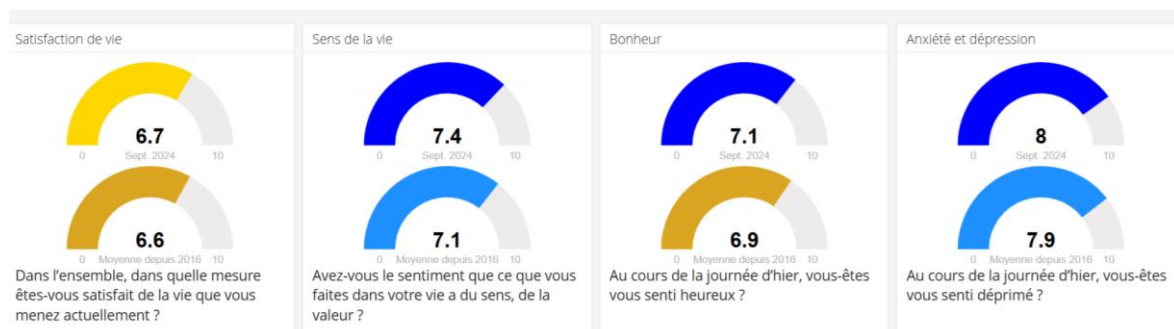 Satisfaction de vie
6.7
0 Sept. 2024 10
6.6
0 Moyenne depuis 2016 10
Dans l'ensemble, dans quelle mesure
êtes-vous satisfait de la vie que vous
menez actuellement ?
Sens de la vie
7.4
0 Sept. 2024 10
7.1
0 Moyenne depuis 2016 10
Avez-vous le sentiment que ce que vous
faites dans votre vie a du sens, de la
valeur ?
Bonheur
7.1
0 Sept. 2024 10
6.9
0 Moyenne depuis 2016 10
Au cours de la journée d'hier, vous-êtes
vous senti heureux ?
Anxiété et dépression
8
0 Sept. 2024 10
7.9
0 Moyenne depuis 2016 10
Au cours de la journée d'hier, vous-êtes
vous senti déprimé ?